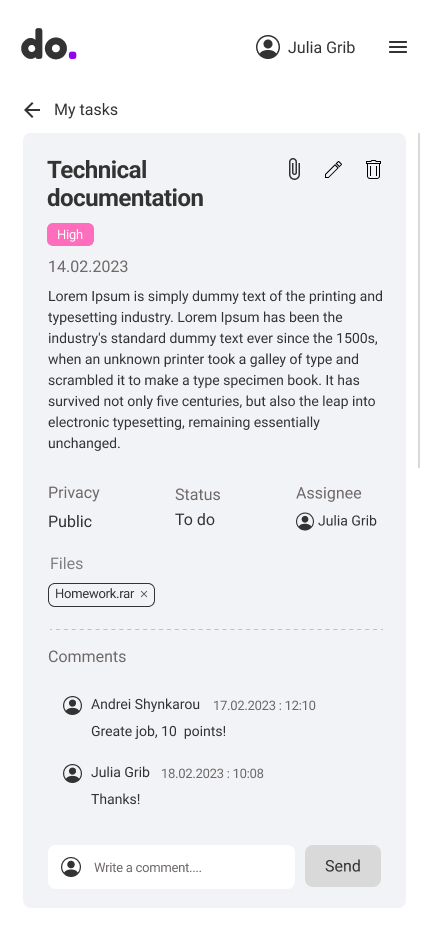 do.
Julia Grib
My tasks
Technical
documentation
High
14.02.2023
Lorem Ipsum is simply dummy text of the printing and
typesetting industry. Lorem Ipsum has been the
industry's standard dummy text ever since the 1500s,
when an unknown printer took a galley of type and
scrambled it to make a type specimen book. It has
survived not only five centuries, but also the leap into
electronic typesetting, remaining essentially
unchanged.
Privacy Status Assignee
Public To do Julia Grib
Files
Homework.rar ×
Comments
Andrei Shynkarou 17.02.2023 : 12:10
Greate job, 10 points!
Julia Grib 18.02.2023 : 10:08
Thanks!
Write a comment.... Send